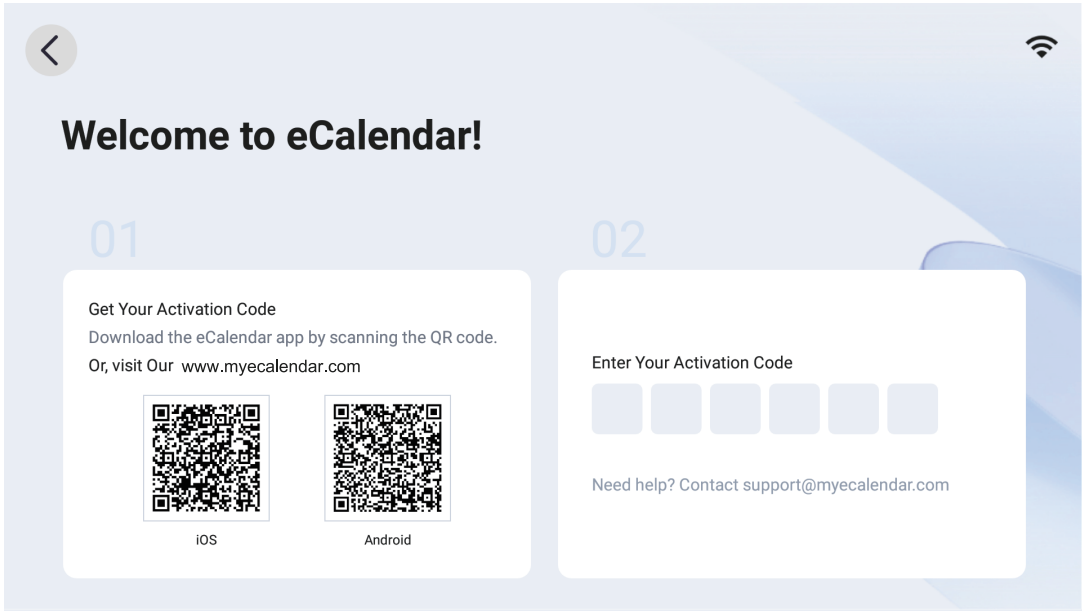 Welcome to eCalendar!
01
Get Your Activation Code
Download the eCalendar app by scanning the QR code.
Or, visit Our www.myecalendar.com
iOS
Android
02
Enter Your Activation Code
Need help? Contact support@myecalendar.com